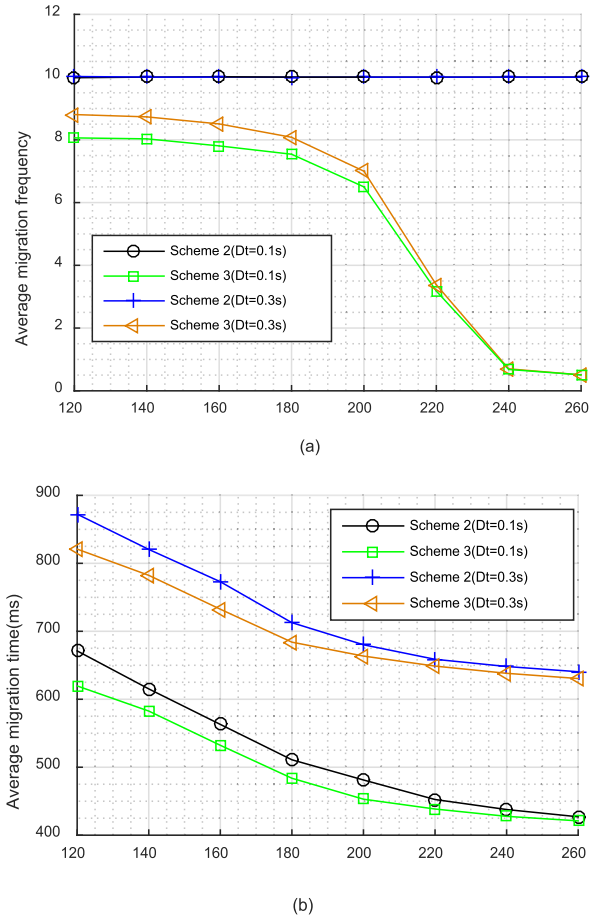 10
8
6
4
2
0
Average migration frequency
Scheme 2(Dt=0.1s)
Scheme 3(Dt=0.1s)
Scheme 2(Dt=0.3s)
Scheme 3(Dt=0.3s)
120 140 160 180 200 220 240 260
12
(a)
900
800
700
600
500
400
Average migration time(ms)
Scheme 2(Dt=0.1s)
Scheme 3(Dt=0.1s)
Scheme 2(Dt=0.3s)
Scheme 3(Dt=0.3s)
120 140 160 180 200 220 240 260
(b)